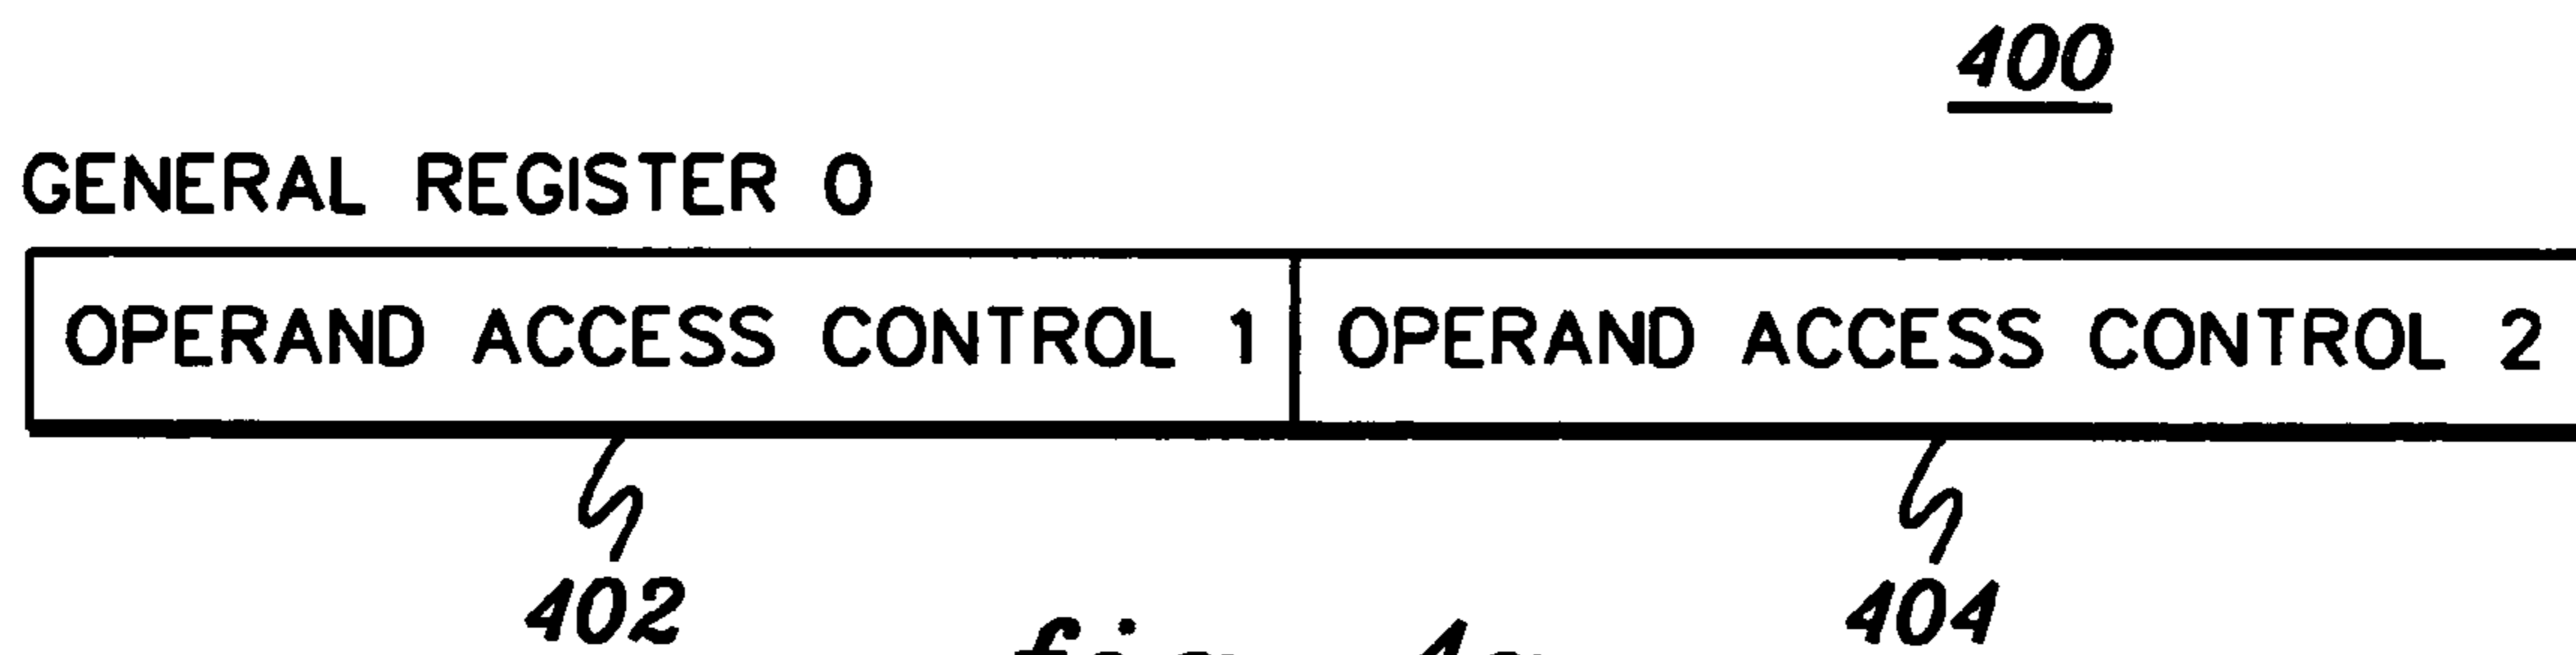 400
GENERAL REGISTER 0
OPERAND ACCESS CONTROL 1 OPERAND ACCESS CONTROL 2
402 404